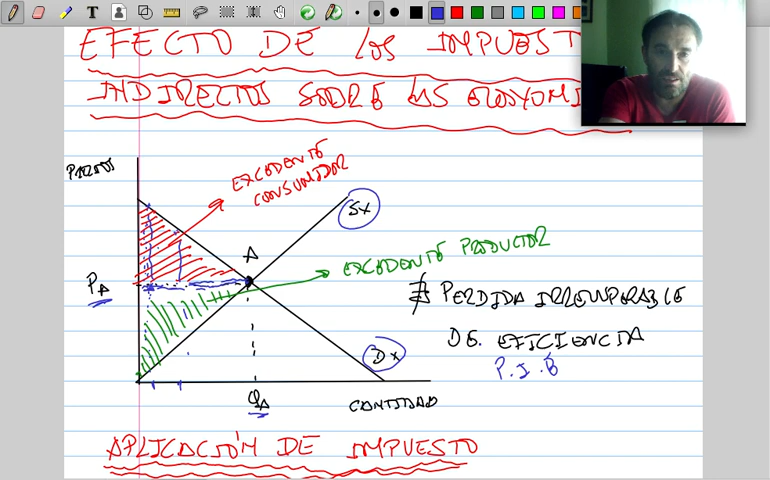 EFECTO DE LOS IMPUEST
INDIRECTOS SOBRE LAS ECONOMI
PRECIOS
EXCEDENTE
CONSUMIDOR
SX
A
EXCEDENTE PRODUCTOR
PA
∄ PERDIDA IRRECUPERABLE
DE. EFICIENCIA
P.I.B
DX
QA
CANTIDAD
APLICACIÓN DE IMPUESTO